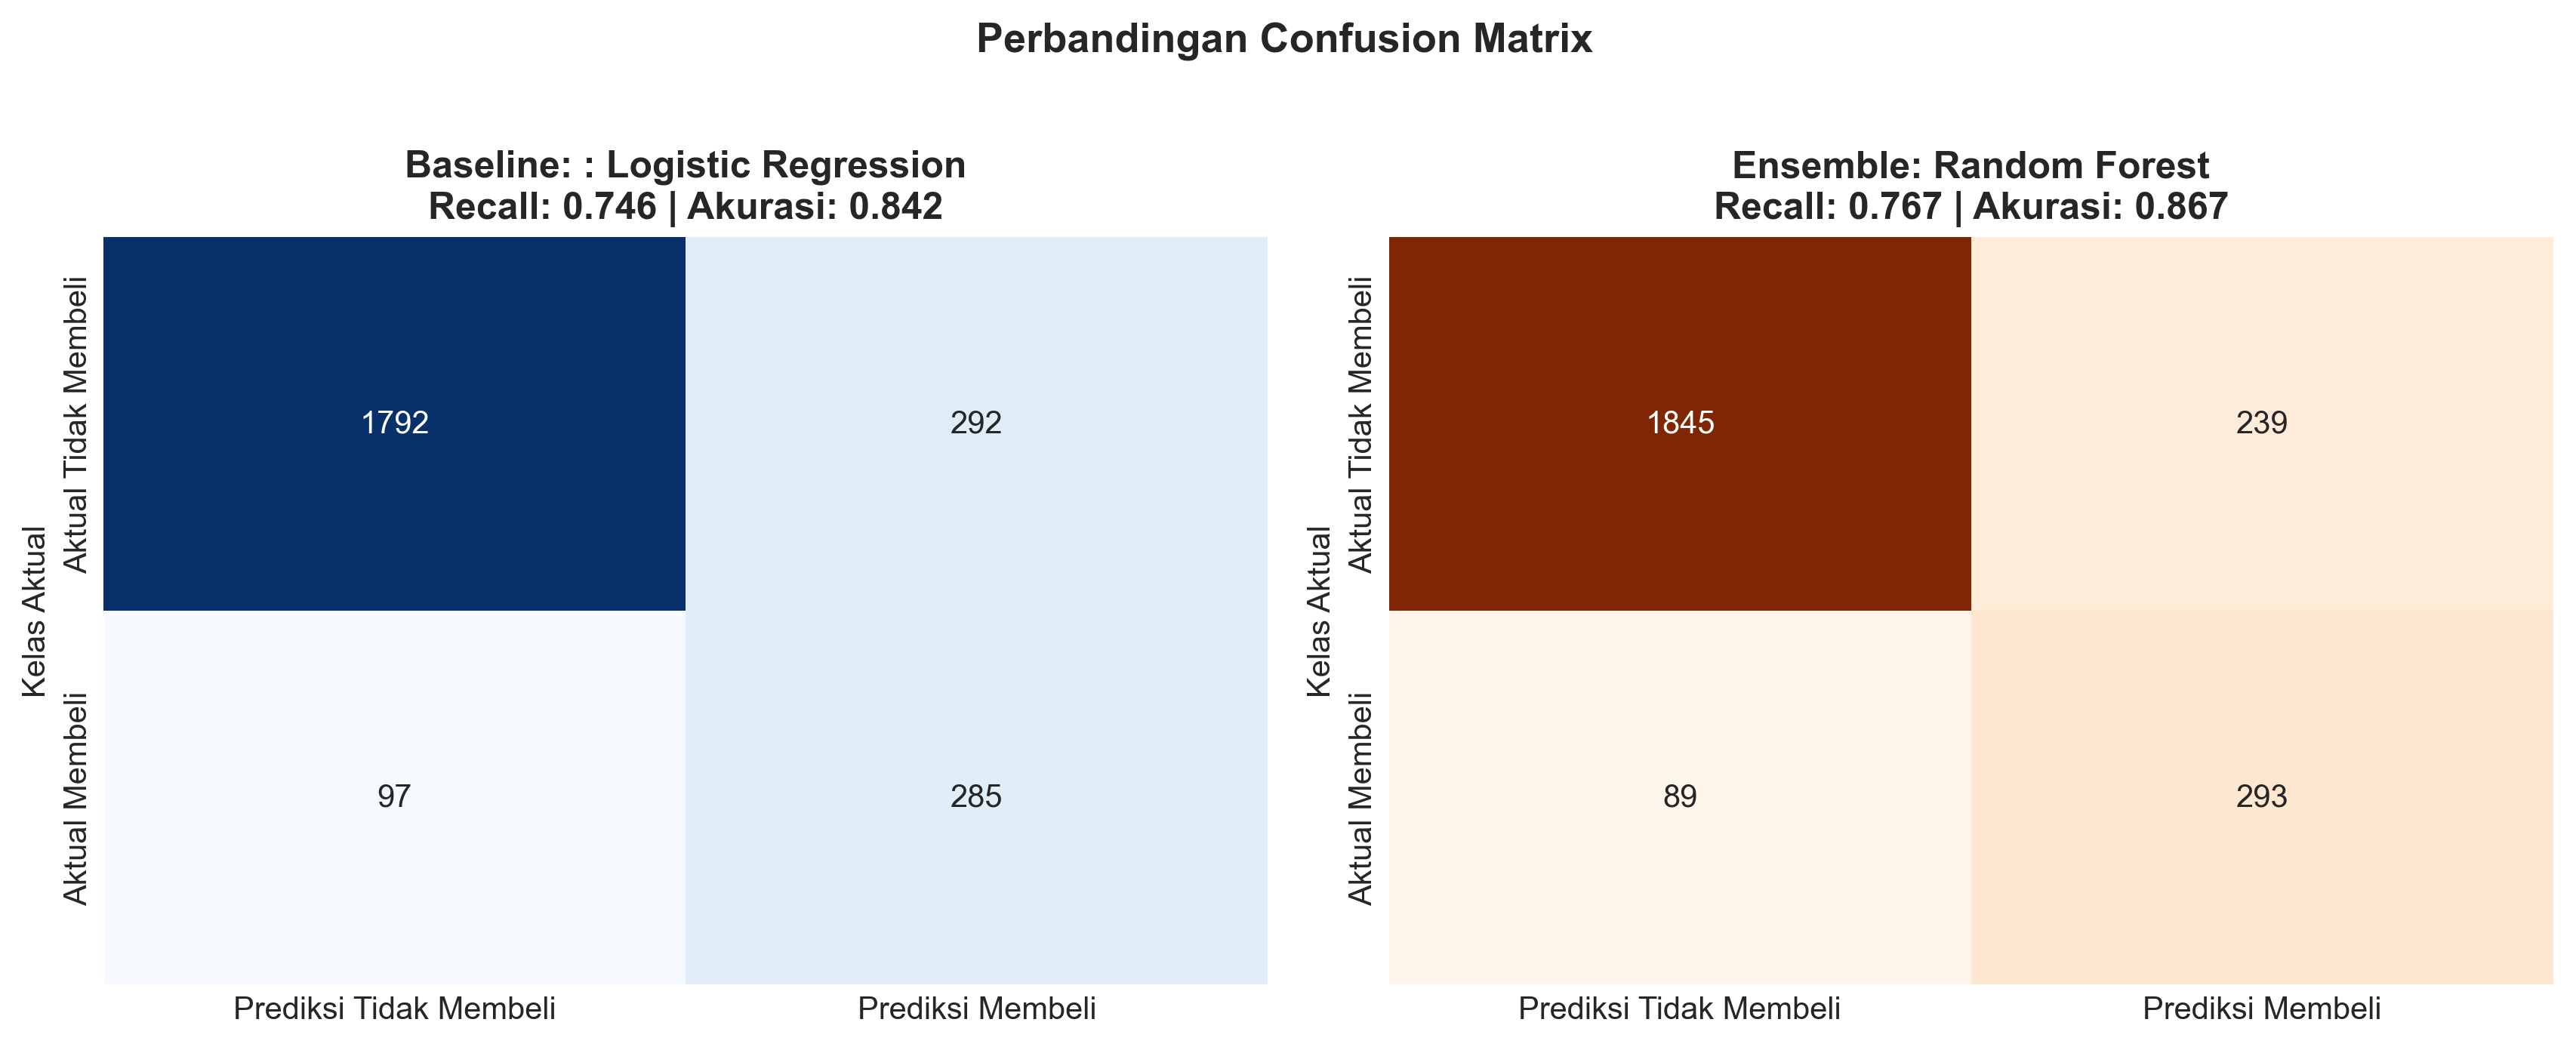 Perbandingan Confusion Matrix
Baseline: : Logistic Regression
Recall: 0.746 | Akurasi: 0.842
Kelas Aktual
Aktual Tidak Membeli
1792
292
Aktual Membeli
97
285
Prediksi Tidak Membeli
Prediksi Membeli
Ensemble: Random Forest
Recall: 0.767 | Akurasi: 0.867
Kelas Aktual
Aktual Tidak Membeli
1845
239
Aktual Membeli
89
293
Prediksi Tidak Membeli
Prediksi Membeli